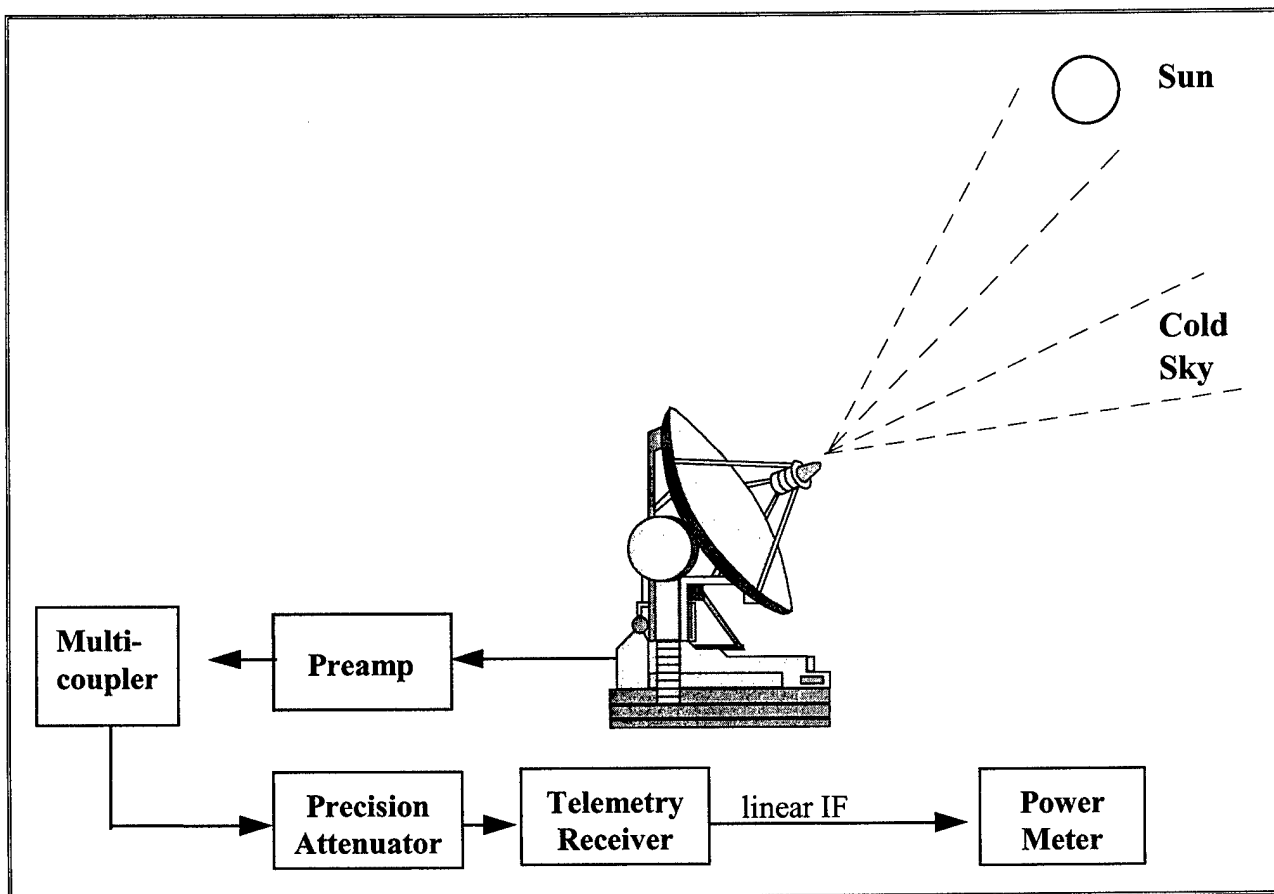 Sun
Cold
Sky
Multi-
coupler
Preamp
Precision
Attenuator
Telemetry
Receiver
linear IF
Power
Meter